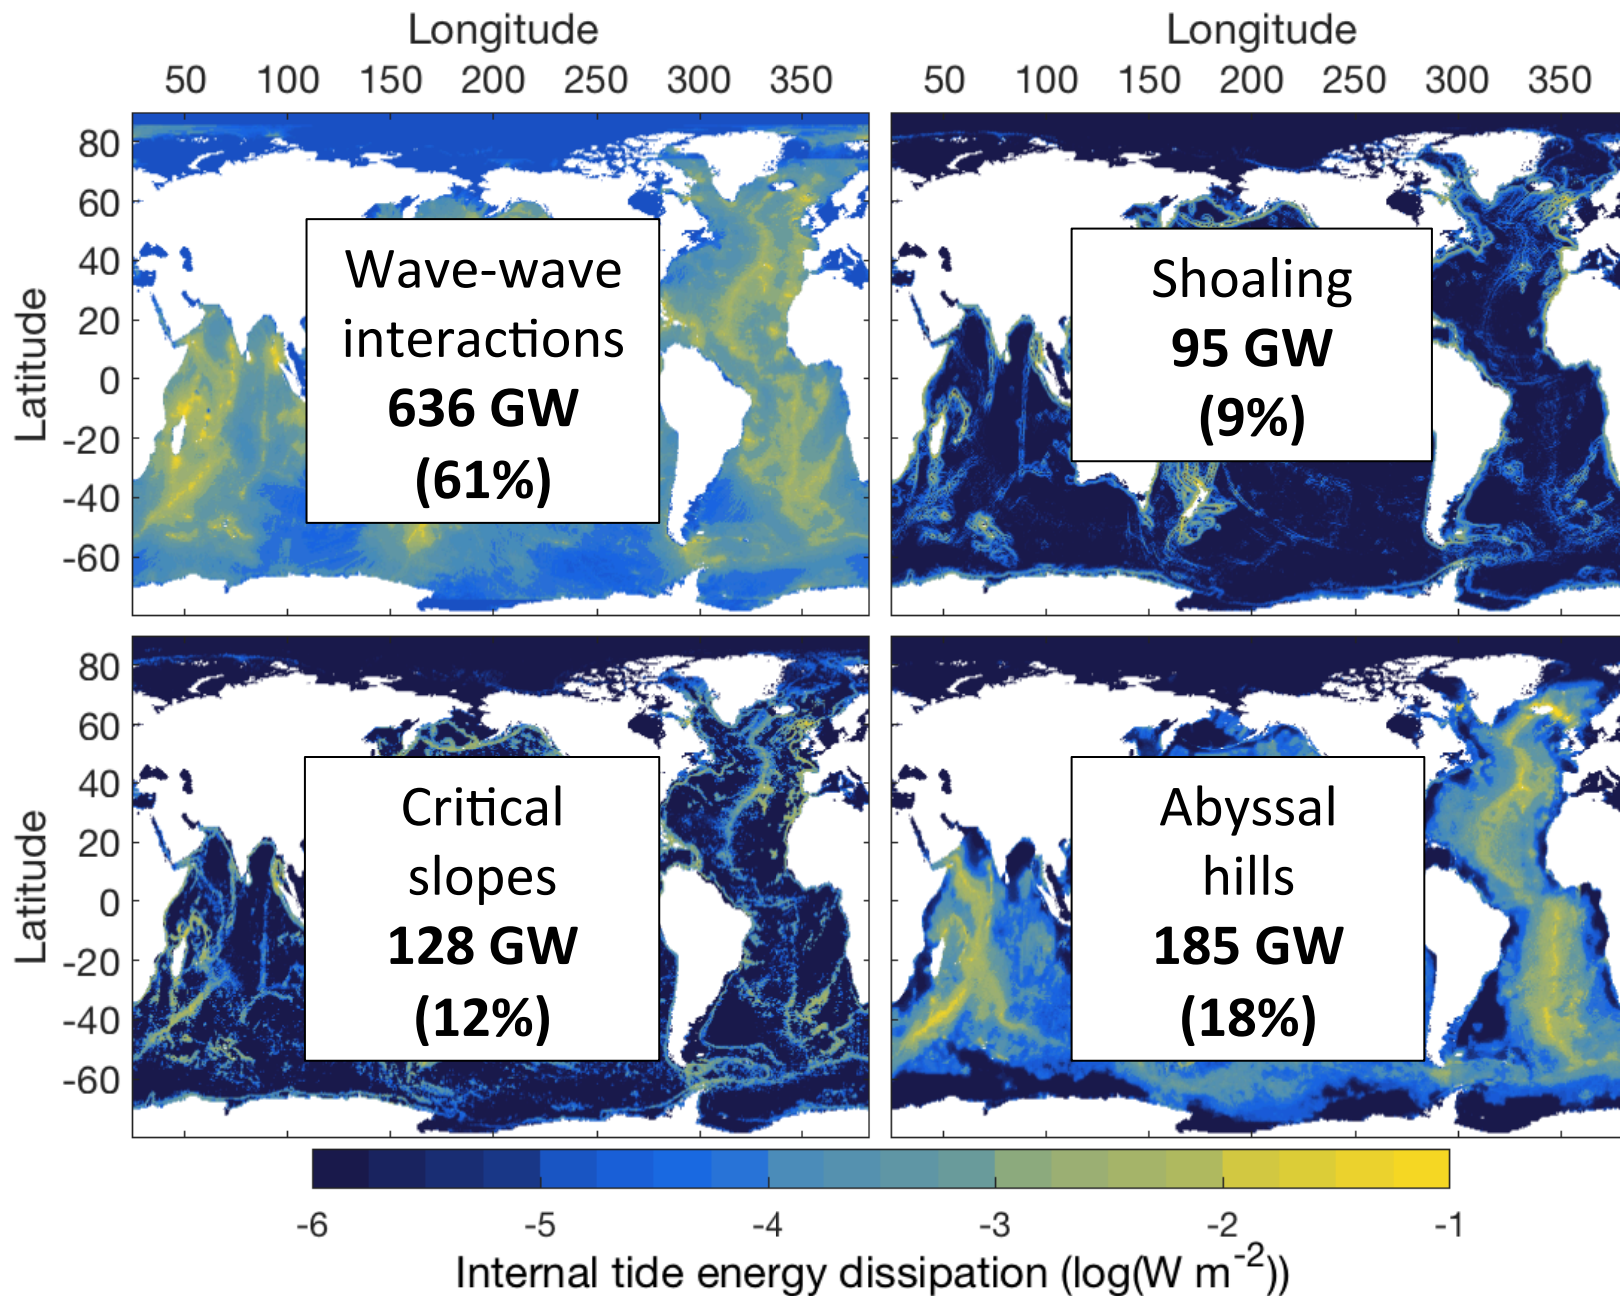 Longitude
Longitude
50 100 150 200 250 300 350
50 100 150 200 250 300 350
80
60
40
20
0
-20
-40
-60
Latitude
Wave-wave
interactions
636 GW
(61%)
Shoaling
95 GW
(9%)
80
60
40
20
0
-20
-40
-60
Latitude
Critical
slopes
128 GW
(12%)
Abyssal
hills
185 GW
(18%)
-6 -5 -4 -3 -2 -1
Internal tide energy dissipation (log(W m⁻²))